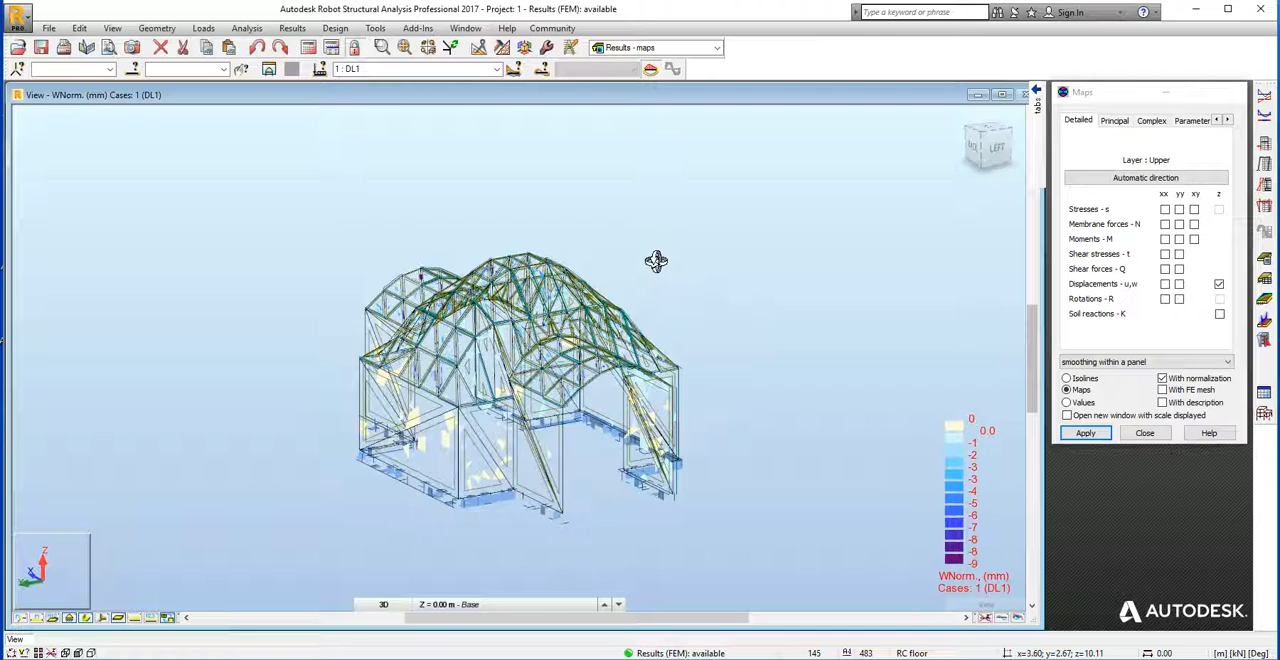 Autodesk Robot Structural Analysis Professional 2017 - Project: 1 - Results (FEM): available
Type a keyword or phrase
Sign In
PRO
File Edit View Geometry Loads Analysis Results Design Tools Add-Ins Window Help Community
Results - maps
1 : DL1
View - WNorm. (mm) Cases: 1 (DL1)
tabs
Maps
Detailed Principal Complex Parameter
LEFT
Layer : Upper
Automatic direction
xx yy xy z
Stresses - s
Membrane forces - N
Moments - M
Shear stresses - t
Shear forces - Q
Displacements - u,w
Rotations - R
Soil reactions - K
smoothing within a panel
Isolines
With normalization
Maps
With FE mesh
Values
With description
Open new window with scale displayed
Apply Close Help
0
0.0
-1
-2
-3
-4
-5
-6
-7
-8
-8
-9
WNorm., (mm)
Cases: 1 (DL1)
Z
X
Y
3D Z = 0.00 m - Base
AUTODESK.
View
Results (FEM): available 145 483 RC floor x=3.60; y=2.67; z=10.11 0.00 [m] [kN] [Deg]